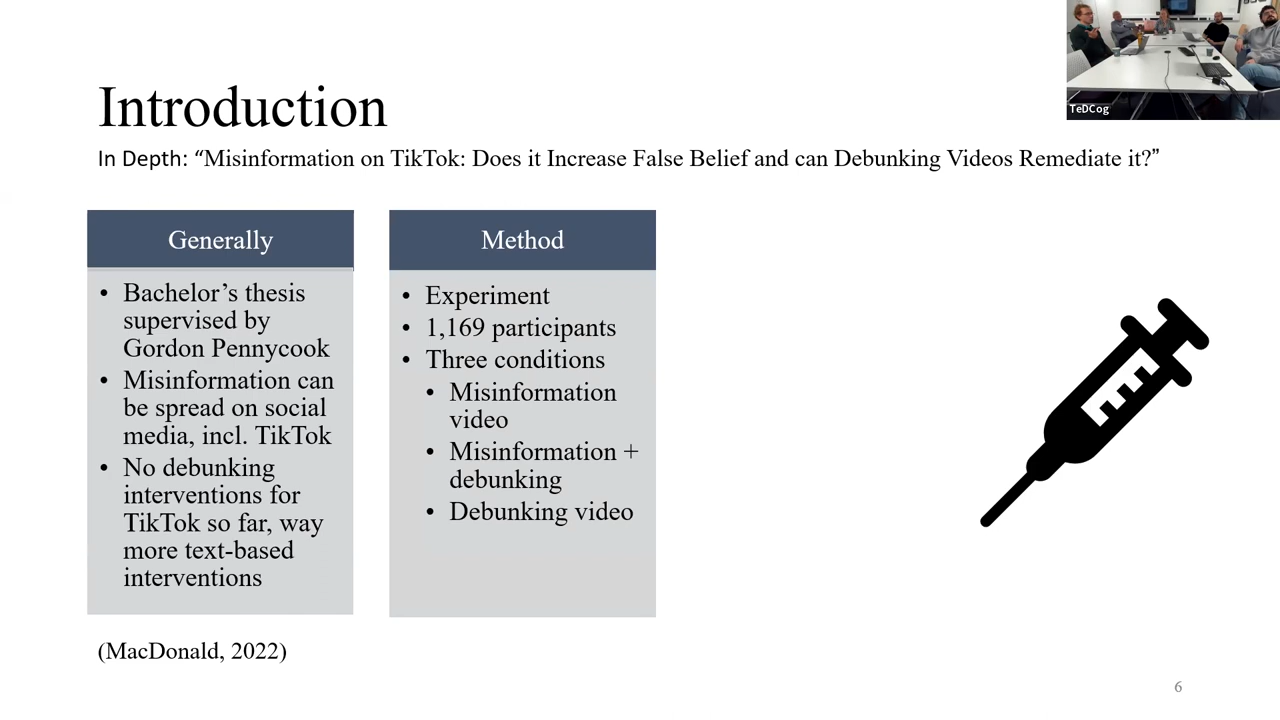 TeDCog
Introduction
In Depth: “Misinformation on TikTok: Does it Increase False Belief and can Debunking Videos Remediate it?”
Generally
• Bachelor’s thesis
supervised by
Gordon Pennycook
• Misinformation can
be spread on social
media, incl. TikTok
• No debunking
interventions for
TikTok so far, way
more text-based
interventions
Method
• Experiment
• 1,169 participants
• Three conditions
• Misinformation
video
• Misinformation +
debunking
• Debunking video
(MacDonald, 2022)
6